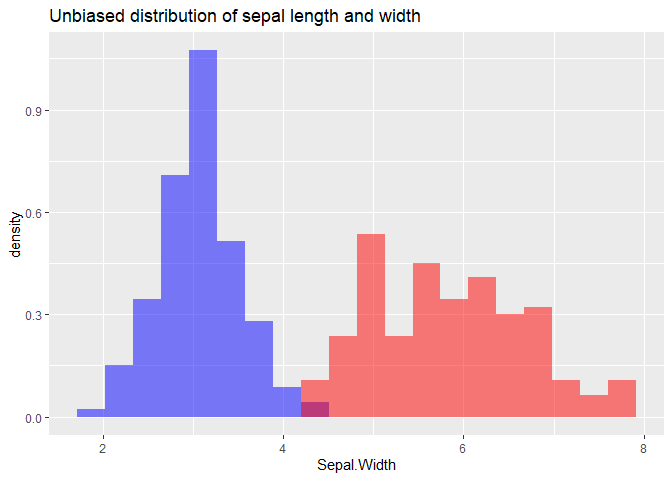 Unbiased distribution of sepal length and width
density
0.9
0.6
0.3
0.0
2
4
6
8
Sepal.Width